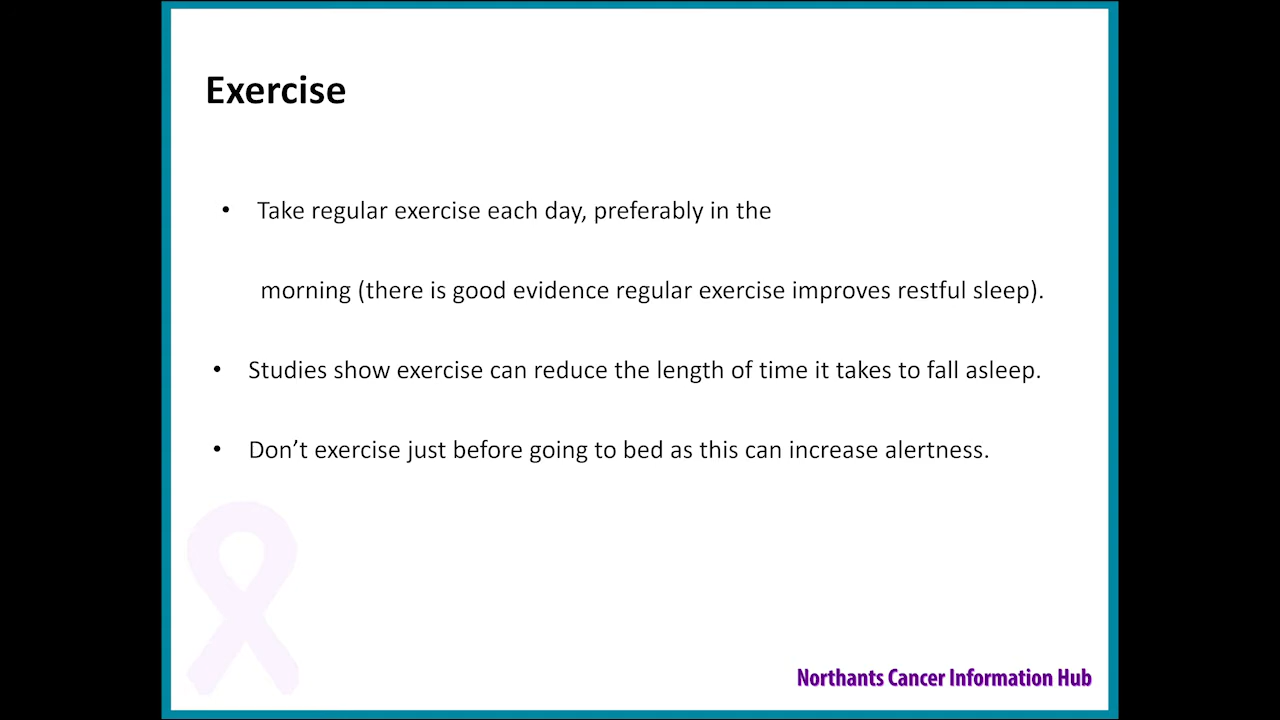 Exercise
• Take regular exercise each day, preferably in the
morning (there is good evidence regular exercise improves restful sleep).
• Studies show exercise can reduce the length of time it takes to fall asleep.
• Don’t exercise just before going to bed as this can increase alertness.
Northants Cancer Information Hub